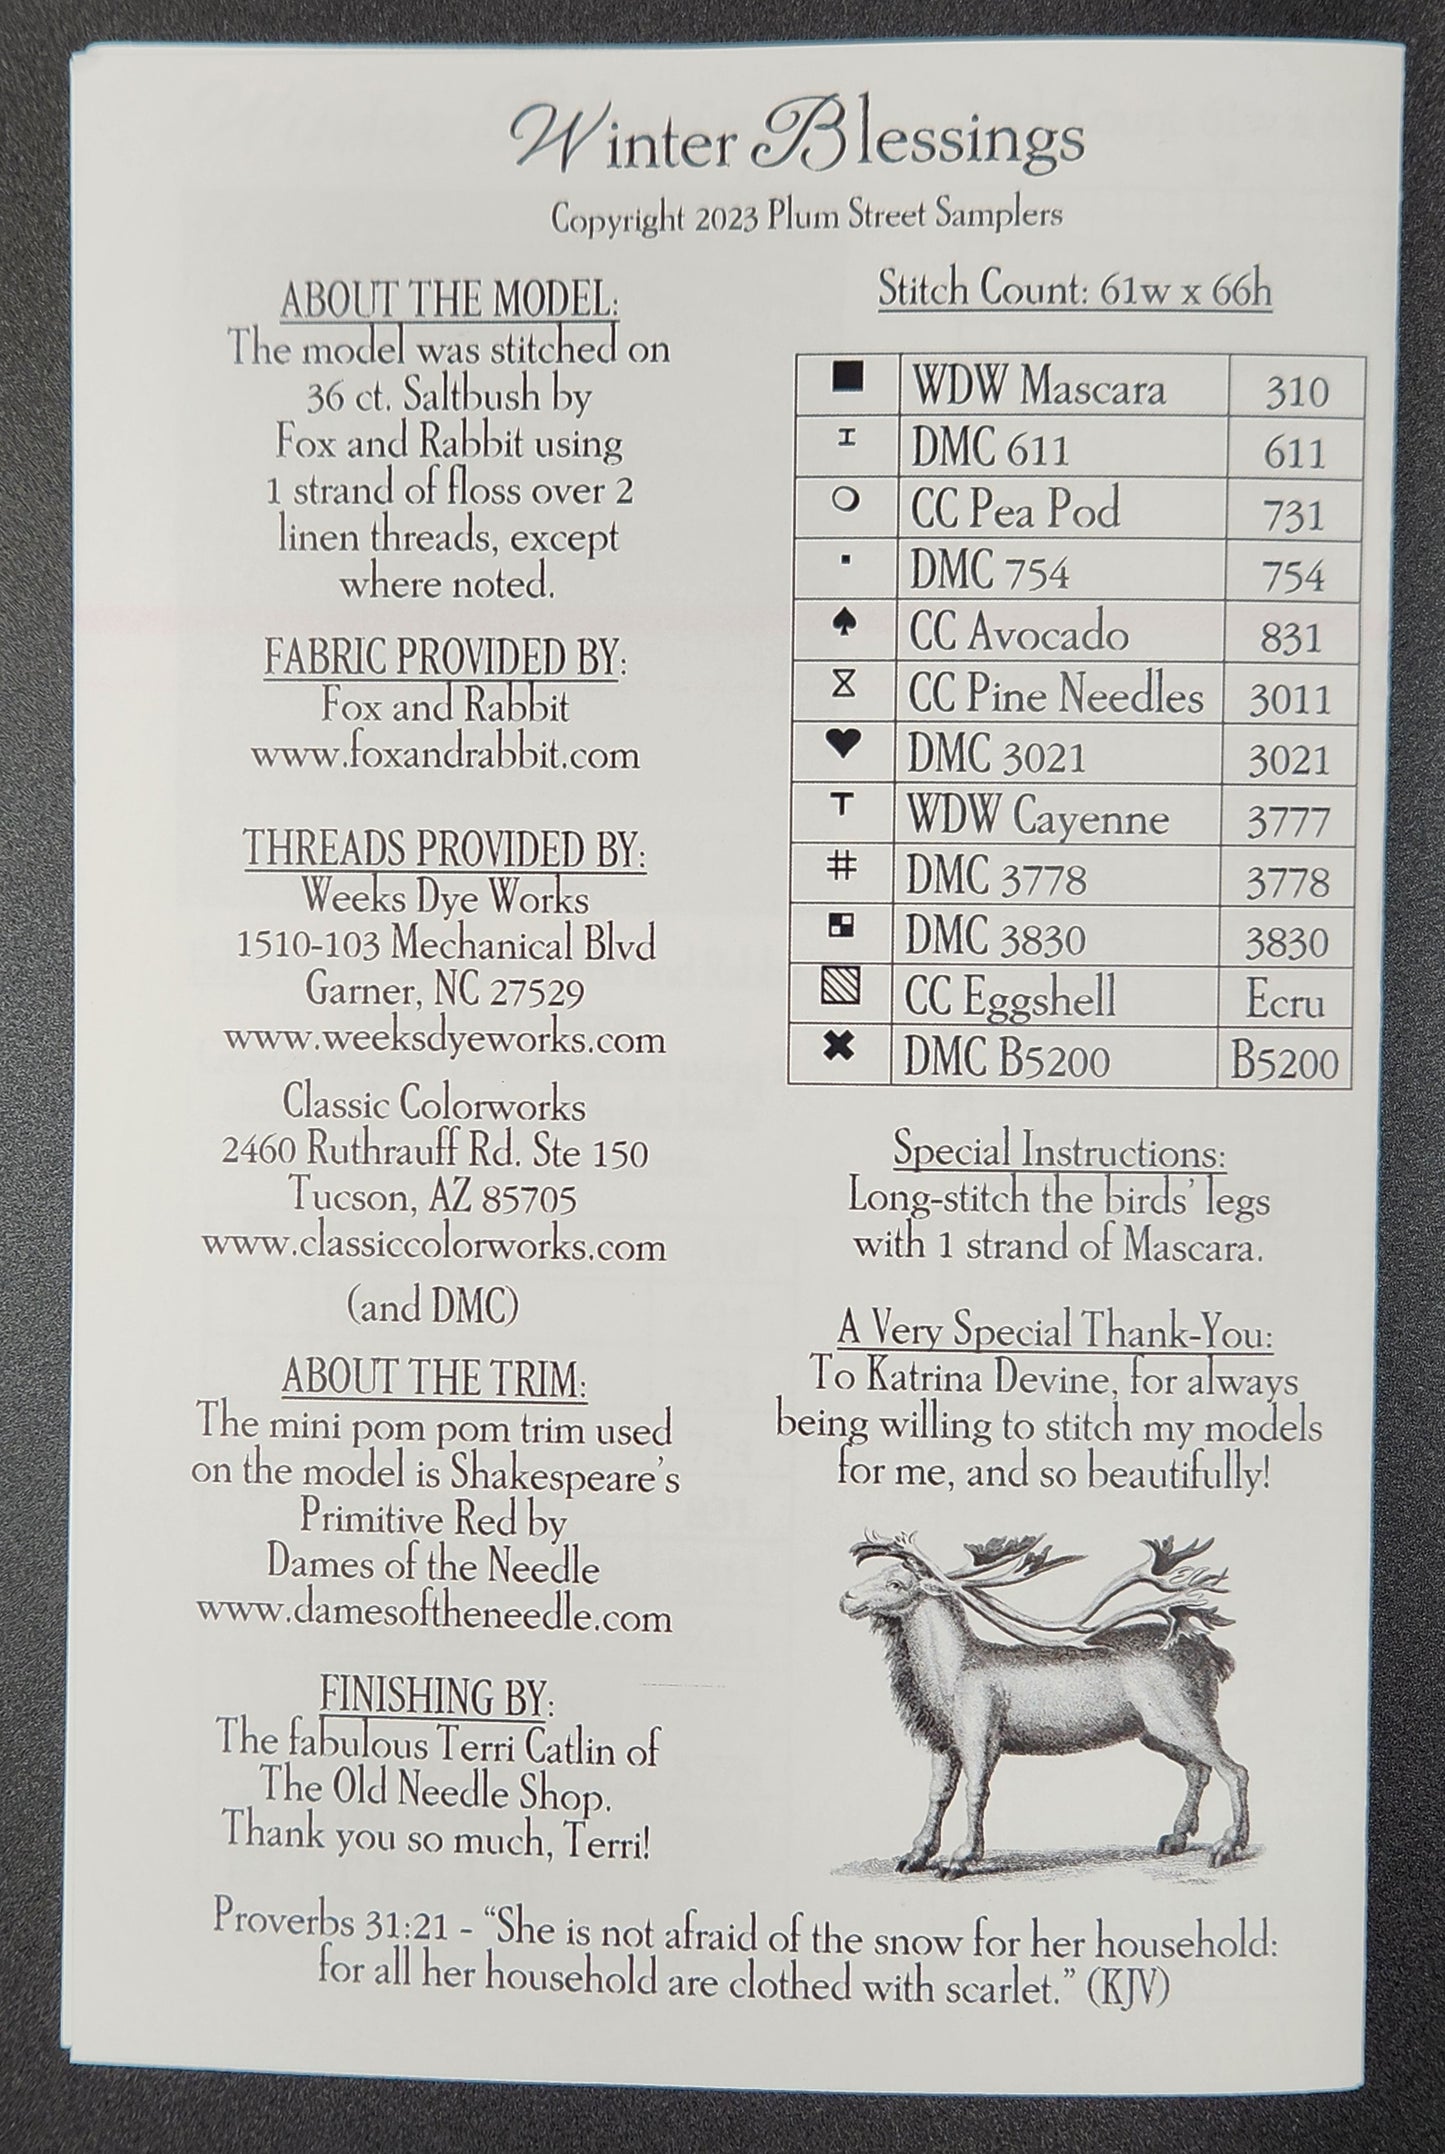 Winter Blessings
Copyright 2023 Plum Street Samplers
ABOUT THE MODEL:
The model was stitched on
36 ct. Saltbush by
Fox and Rabbit using
1 strand of floss over 2
linen threads, except
where noted.
FABRIC PROVIDED BY:
Fox and Rabbit
www.foxandrabbit.com
THREADS PROVIDED BY:
Weeks Dye Works
1510-103 Mechanical Blvd
Garner, NC 27529
www.weeksdyeworks.com
Classic Colorworks
2460 Ruthrauff Rd. Ste 150
Tucson, AZ 85705
www.classiccolorworks.com
(and DMC)
ABOUT THE TRIM:
The mini pom pom trim used
on the model is Shakespeare's
Primitive Red by
Dames of the Needle
www.damesoftheneedle.com
FINISHING BY:
The fabulous Terri Catlin of
The Old Needle Shop.
Thank you so much, Terri!
Stitch Count: 61w x 66h
■ WDW Mascara 310
I DMC 611 611
○ CC Pea Pod 731
▪ DMC 754 754
♠ CC Avocado 831
⧖ CC Pine Needles 3011
♥ DMC 3021 3021
T WDW Cayenne 3777
# DMC 3778 3778
▚ DMC 3830 3830
▧ CC Eggshell Ecru
✖ DMC B5200 B5200
Special Instructions:
Long-stitch the birds' legs
with 1 strand of Mascara.
A Very Special Thank-You:
To Katrina Devine, for always
being willing to stitch my models
for me, and so beautifully!
Proverbs 31:21 - "She is not afraid of the snow for her household:
for all her household are clothed with scarlet." (KJV)